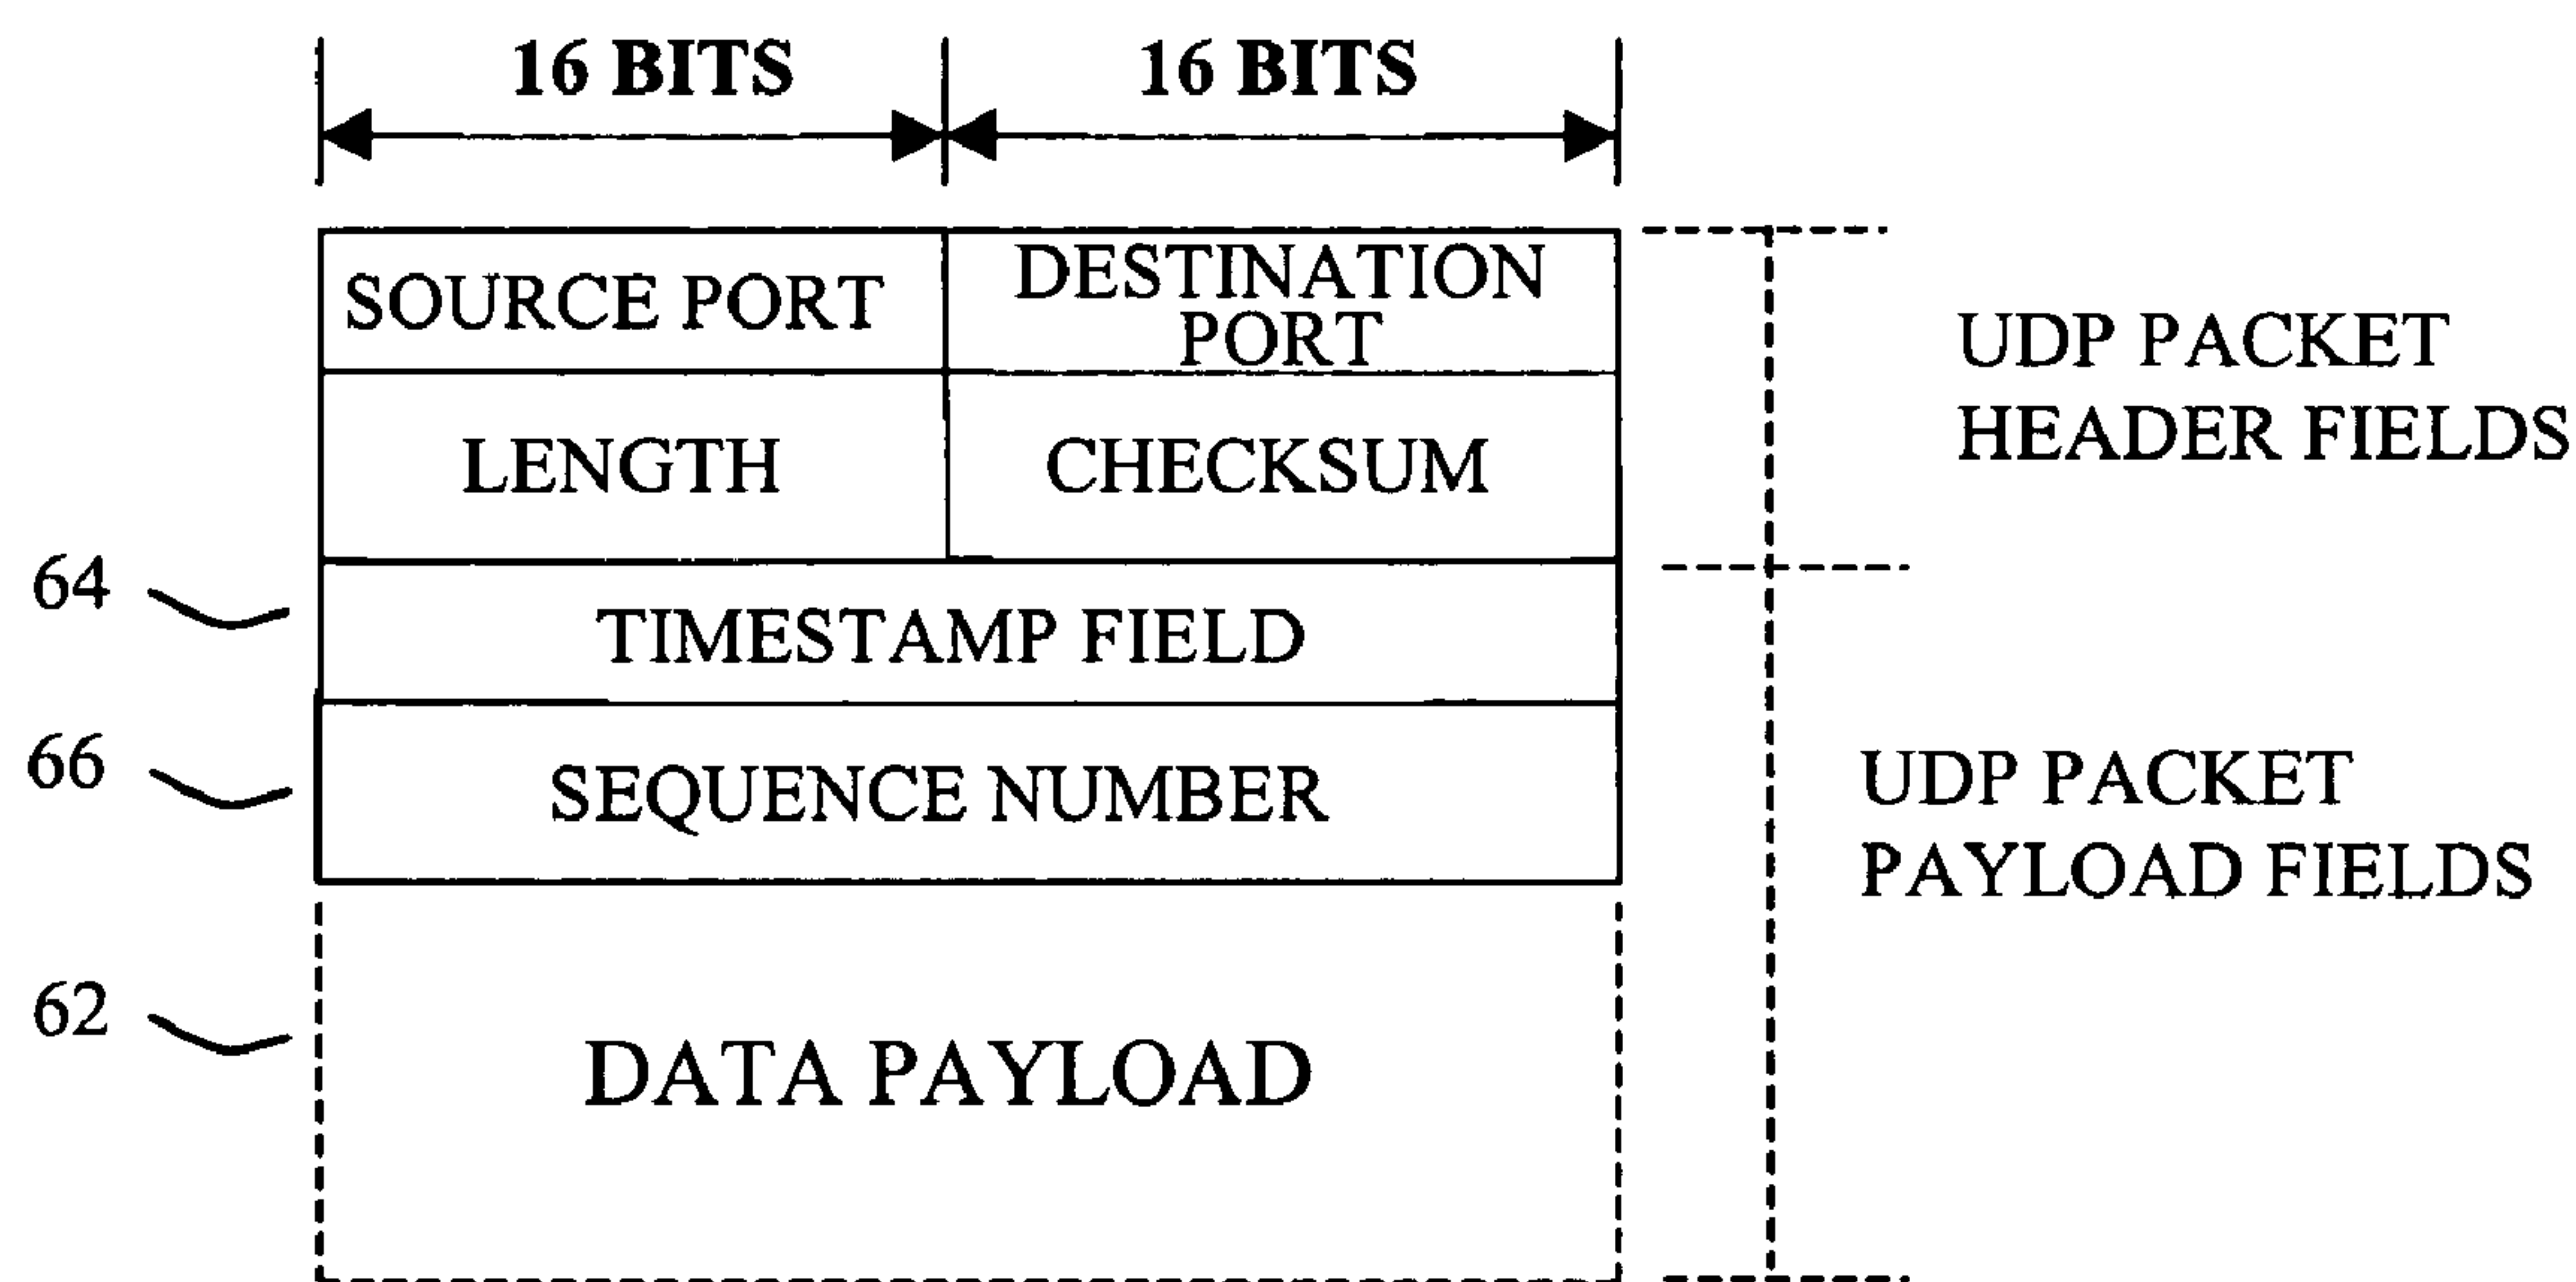 16 BITS
16 BITS
SOURCE PORT
DESTINATION
PORT
UDP PACKET
HEADER FIELDS
LENGTH
CHECKSUM
64
TIMESTAMP FIELD
66
SEQUENCE NUMBER
UDP PACKET
PAYLOAD FIELDS
62
DATA PAYLOAD